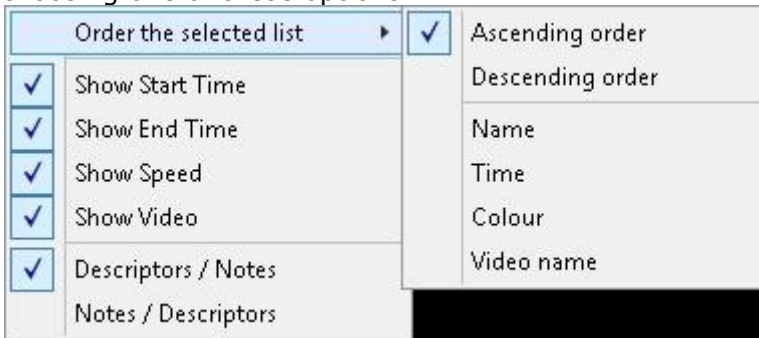 Order the selected list
Show Start Time
Show End Time
Show Speed
Show Video
Descriptors / Notes
Notes / Descriptors
Ascending order
Descending order
Name
Time
Colour
Video name